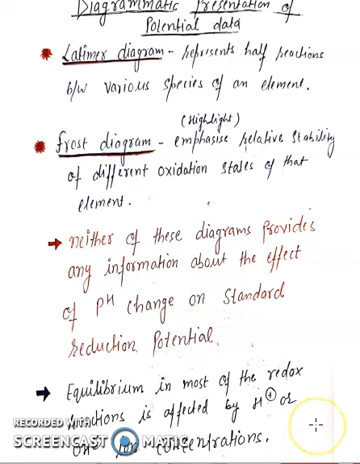 Diagrammatic Presentation of
Potential data
Latimer diagram - represents half reactions
b/w various species of an element.
(Highlight)
Frost diagram - emphasise relative stability
of different oxidation states of that
element.
→ Neither of these diagrams provides
any information about the effect
of PH change on Standard
reduction Potential.
→ Equilibrium in most of the redox
reactions is affected by H+ or
OH- ion concentrations.
RECORDED WITH
SCREENCAST MATIC